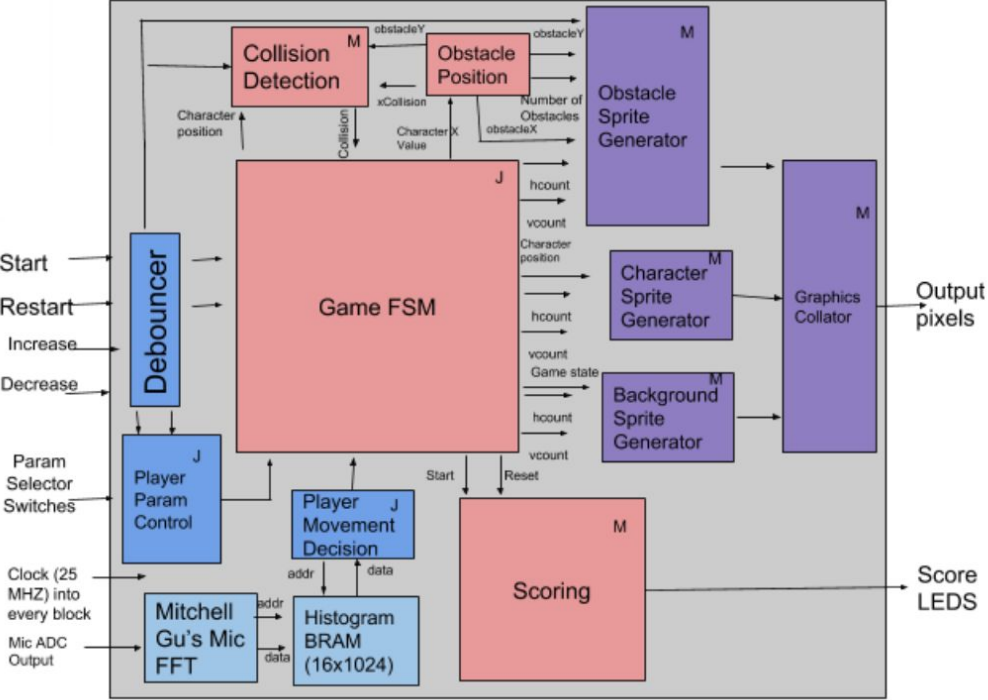 obstacleY
M
Collision
Detection
Obstacle
Position
obstacleY
xCollision
Number of
Obstacles
M
Obstacle
Sprite
Generator
Character
position
Collision
Character X
Value
obstacleX
J
hcount
vcount
M
Character
position
Start
Restart
Increase
Decrease
Debouncer
Game FSM
M
Character
Sprite
Generator
Graphics
Collator
Output
pixels
hcount
vcount
Game state
M
Background
Sprite
Generator
hcount
vcount
Param
Selector
Switches
J
Player
Param
Control
Start
Reset
Player J
Movement
Decision
M
addr
data
Scoring
Score
LEDS
Clock (25
MHZ) into
every block
Mic ADC
Output
Mitchell
Gu's Mic
FFT
addr
data
Histogram
BRAM
(16x1024)